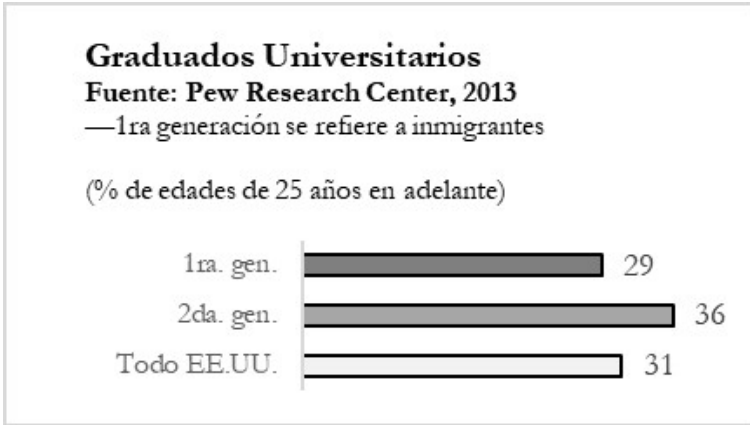 Graduados Universitarios
Fuente: Pew Research Center, 2013
—1ra generación se refiere a inmigrantes
(% de edades de 25 años en adelante)
1ra. gen. 29
2da. gen. 36
Todo EE.UU. 31